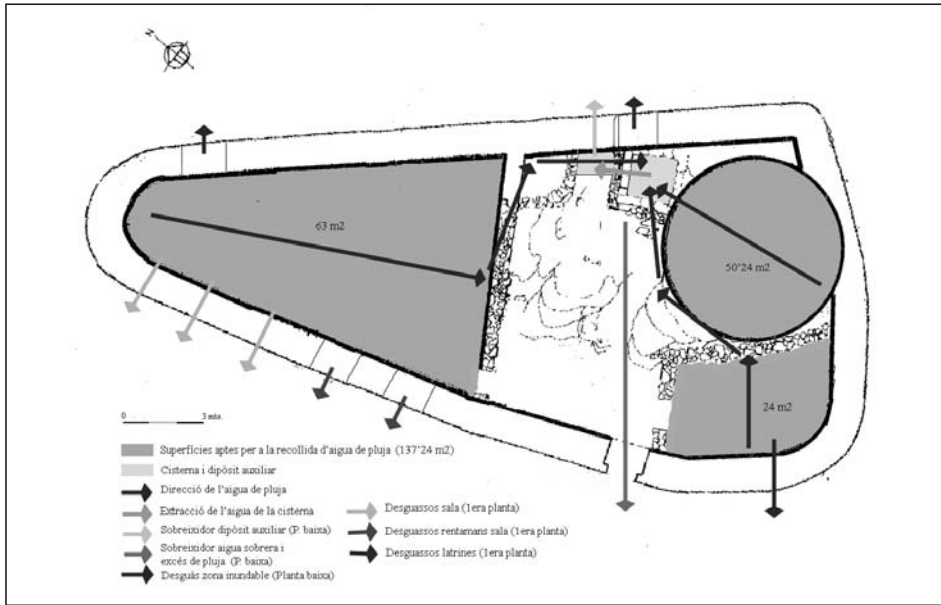 N
63 m2
50'24 m2
24 m2
0 3 mts.
Superfícies aptes per a la recollida d'aigua de pluja (137'24 m2)
Cisterna i dipòsit auxiliar
Direcció de l'aigua de pluja
Extracció de l'aigua de la cisterna
Sobreixidor dipòsit auxiliar (P. baixa)
Sobreixidor aigua sobrera i
excés de pluja (P. baixa)
Desguàs zona inundable (Planta baixa)
Desguassos sala (1era planta)
Desguassos rentamans sala (1era planta)
Desguassos latrines (1era planta)